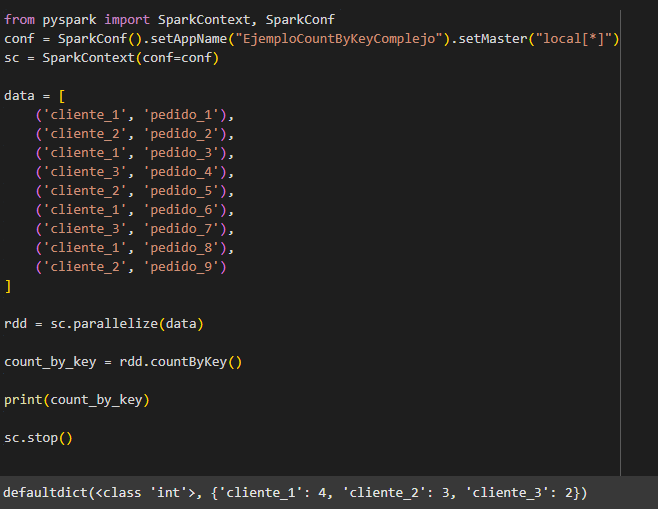 from pyspark import SparkContext, SparkConf
conf = SparkConf().setAppName("EjemploCountByKeyComplejo").setMaster("local[*]")
sc = SparkContext(conf=conf)
data = [
    ('cliente_1', 'pedido_1'),
    ('cliente_2', 'pedido_2'),
    ('cliente_1', 'pedido_3'),
    ('cliente_3', 'pedido_4'),
    ('cliente_2', 'pedido_5'),
    ('cliente_1', 'pedido_6'),
    ('cliente_3', 'pedido_7'),
    ('cliente_1', 'pedido_8'),
    ('cliente_2', 'pedido_9')
]
rdd = sc.parallelize(data)
count_by_key = rdd.countByKey()
print(count_by_key)
sc.stop()
defaultdict(<class 'int'>, {'cliente_1': 4, 'cliente_2': 3, 'cliente_3': 2})